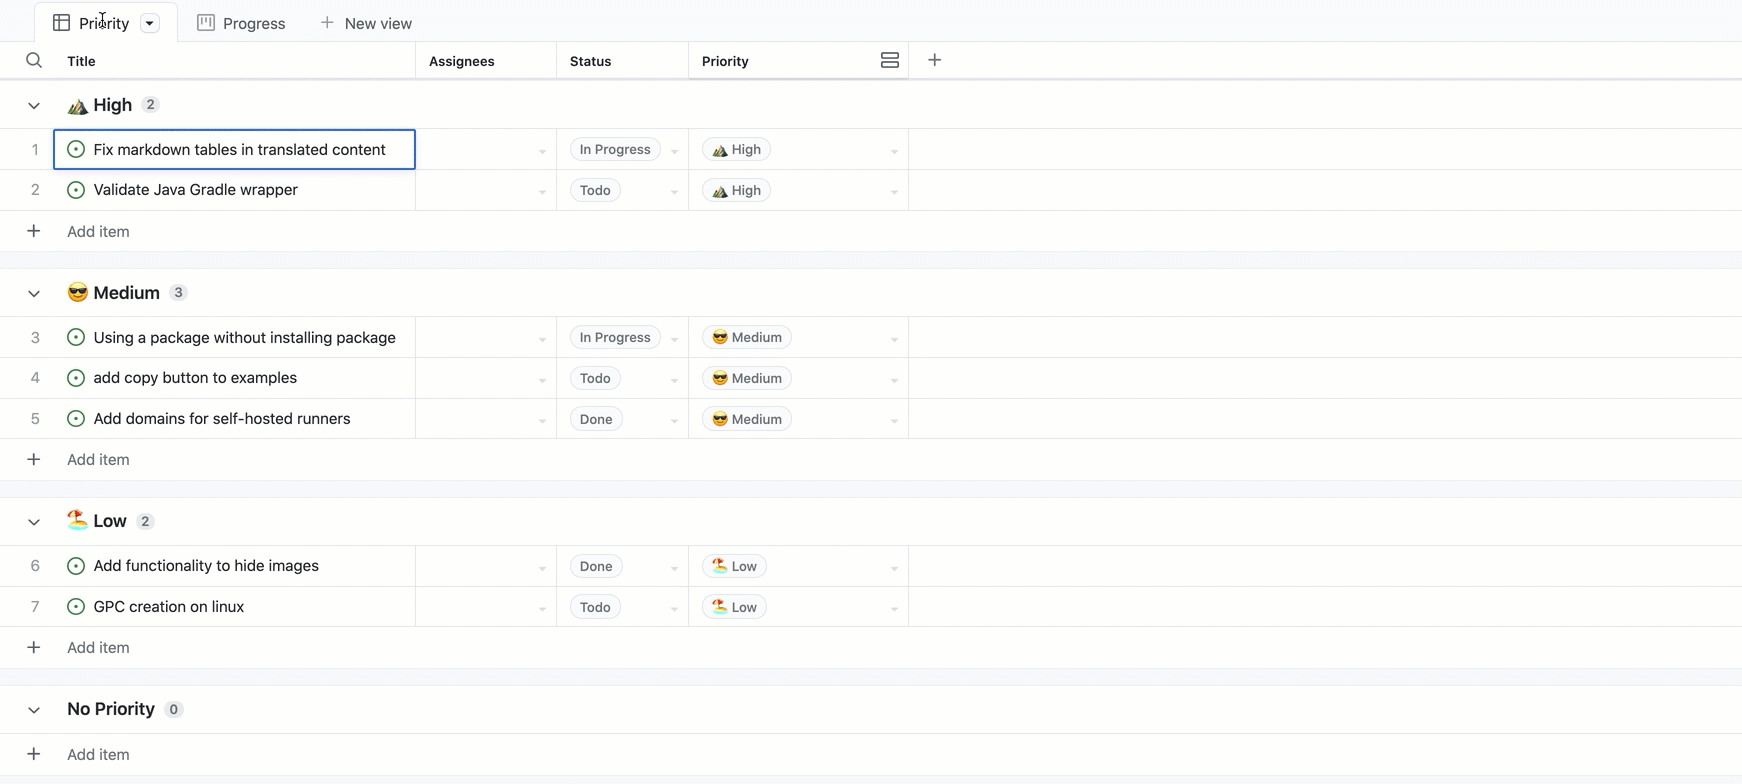 Priority Progress New view
Title Assignees Status Priority
High 2
1 Fix markdown tables in translated content In Progress High
2 Validate Java Gradle wrapper Todo High
Add item
Medium 3
3 Using a package without installing package In Progress Medium
4 add copy button to examples Todo Medium
5 Add domains for self-hosted runners Done Medium
Add item
Low 2
6 Add functionality to hide images Done Low
7 GPC creation on linux Todo Low
Add item
No Priority 0
Add item